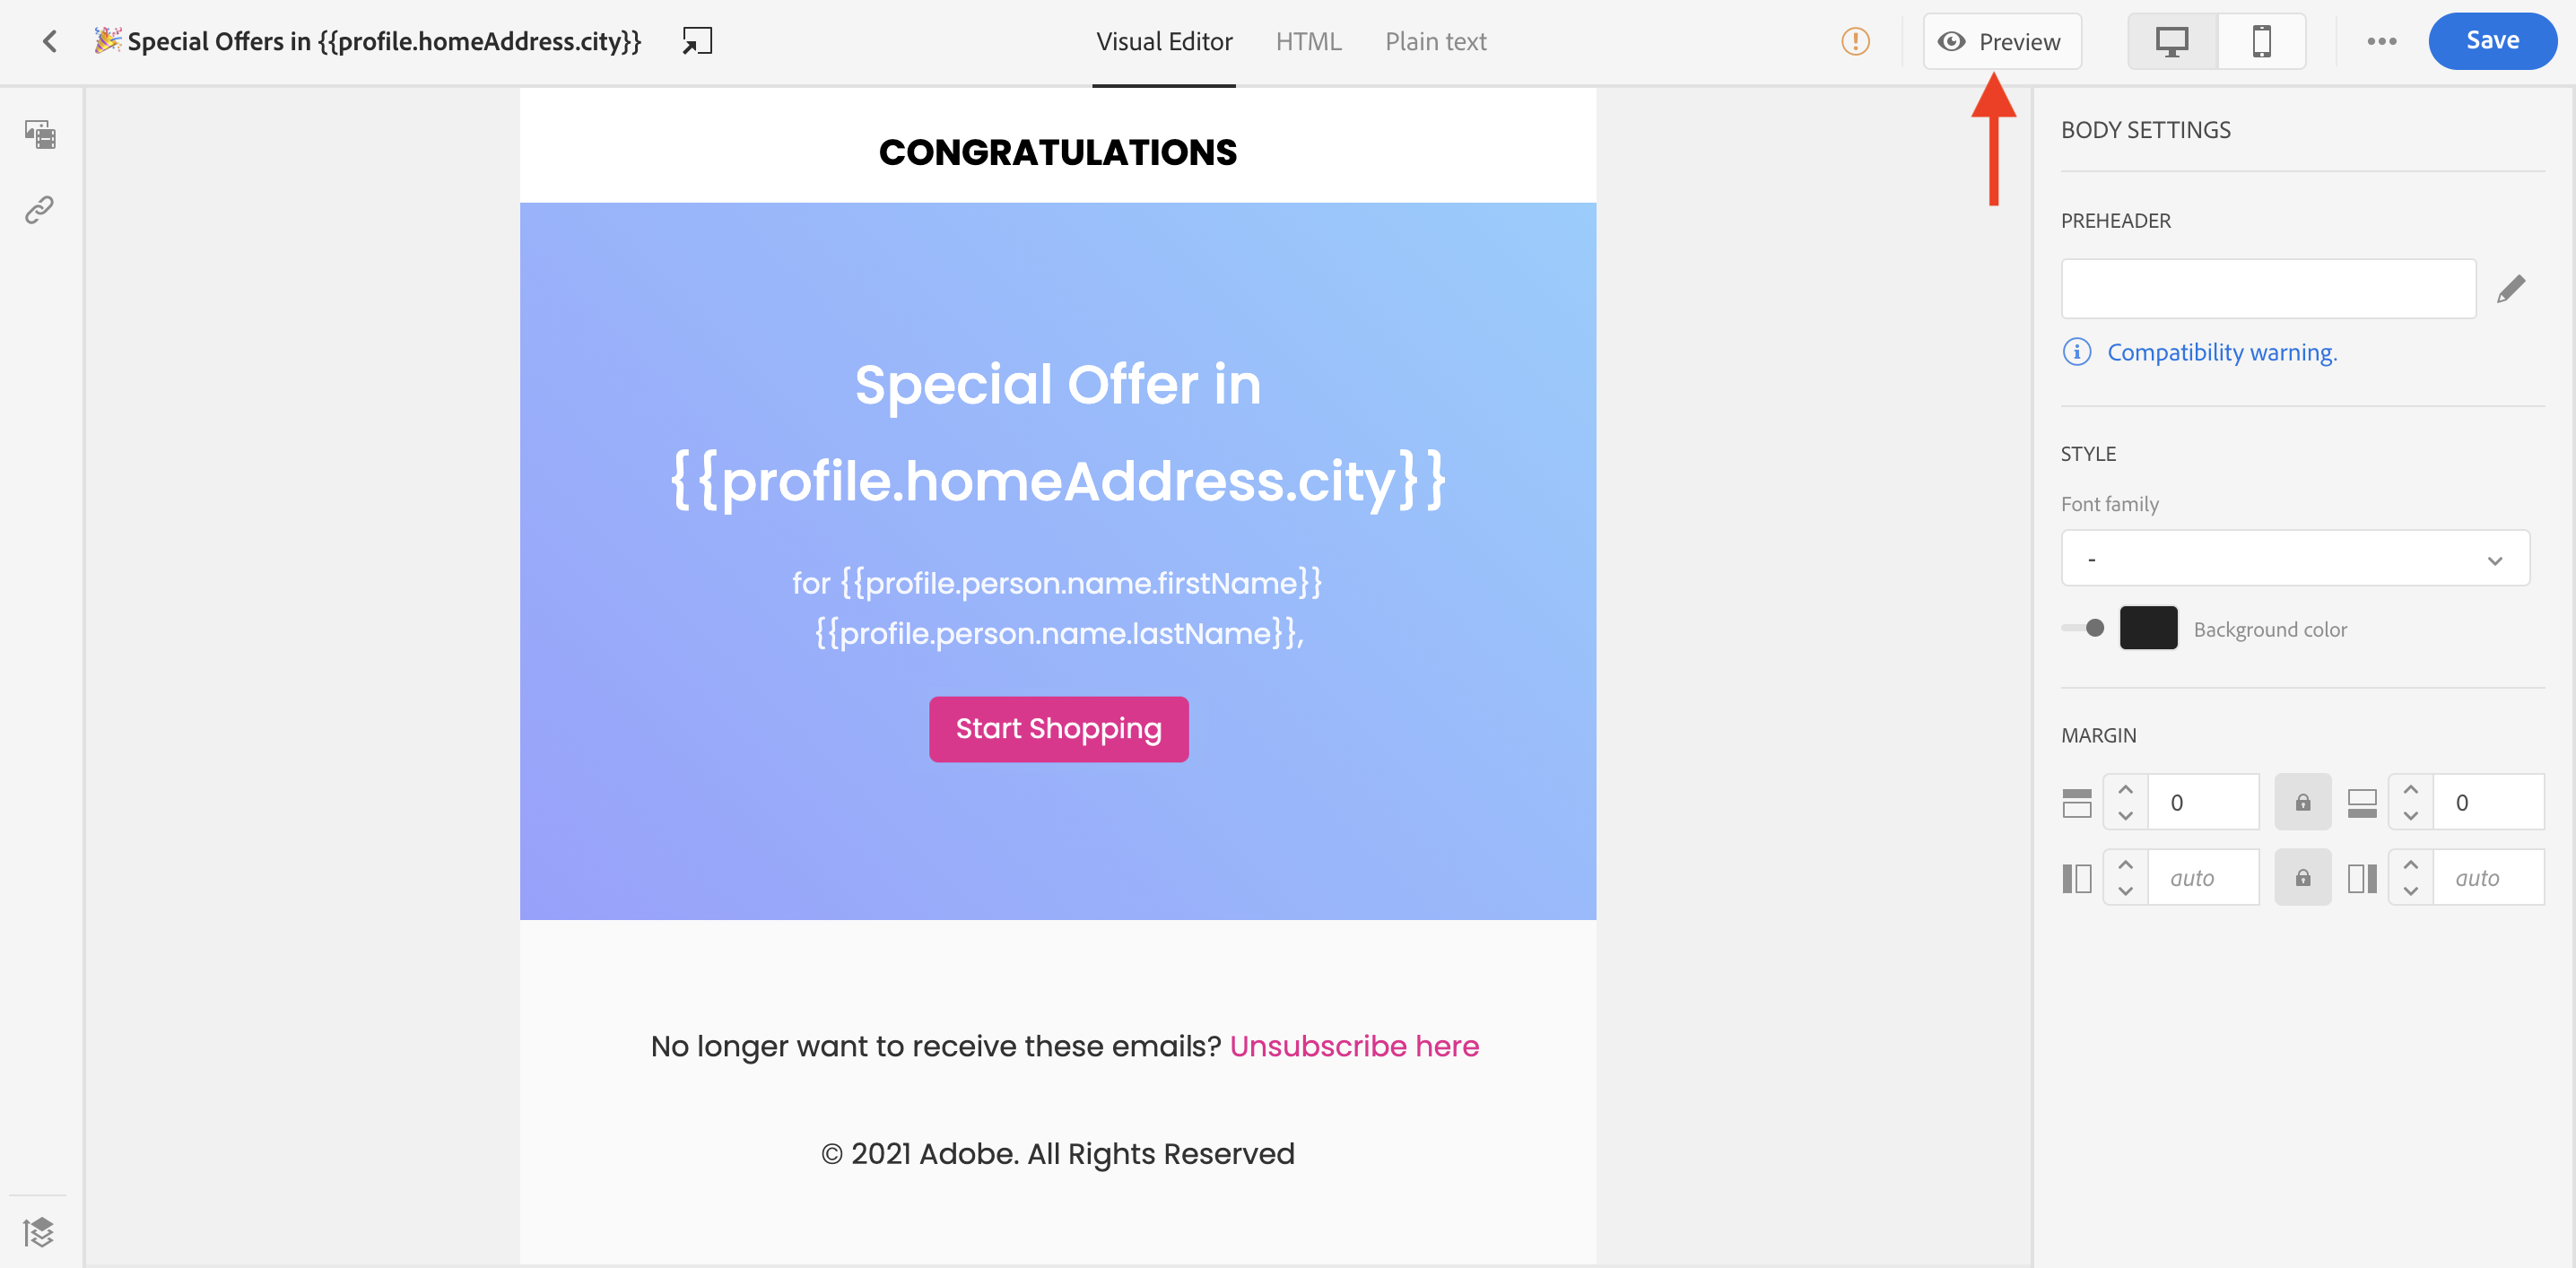 Special Offers in {{profile.homeAddress.city}}
Visual Editor
HTML
Plain text
Preview
Save
CONGRATULATIONS
Special Offer in
{{profile.homeAddress.city}}
for {{profile.person.name.firstName}}
{{profile.person.name.lastName}},
Start Shopping
No longer want to receive these emails? Unsubscribe here
© 2021 Adobe. All Rights Reserved
BODY SETTINGS
PREHEADER
Compatibility warning.
STYLE
Font family
-
Background color
MARGIN
0
0
auto
auto